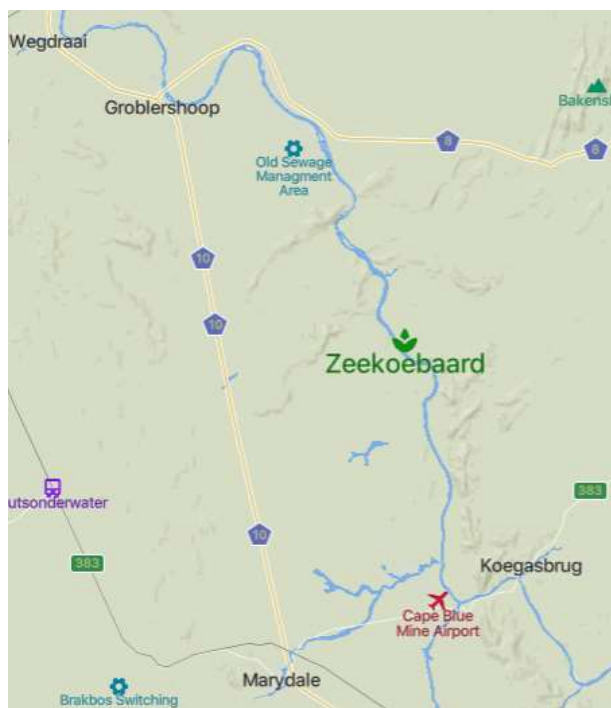 Wegdraai
Groblershoop
Bakens
8
8
Old Sewage
Managment
Area
10
10
Zeekoebaard
utsonderwater
383
10
383
Koegasbrug
Cape Blue
Mine Airport
Marydale
Brakbos Switching